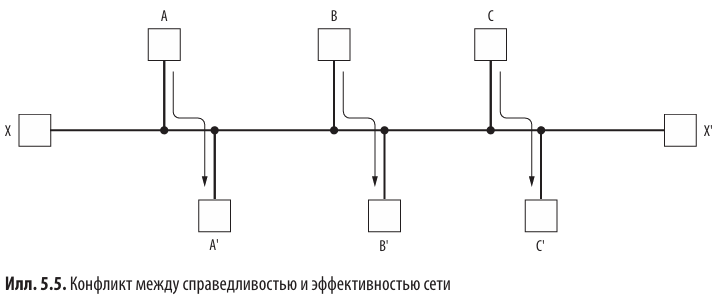 A
B
C
X
X'
A'
B'
C'
Илл. 5.5. Конфликт между справедливостью и эффективностью сети